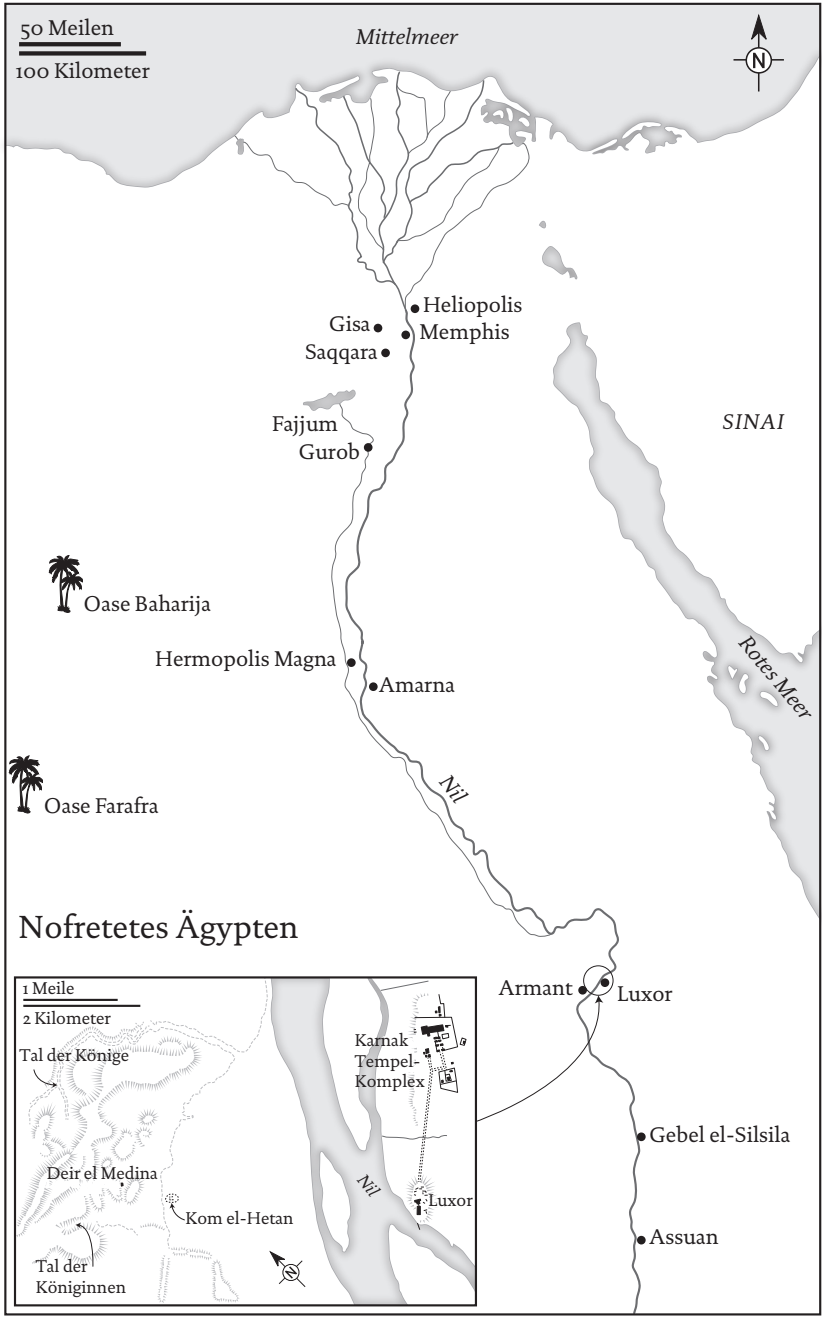 50 Meilen
100 Kilometer
Mittelmeer
N
Heliopolis
Gisa
Memphis
Saqqara
Fajjum
Gurob
SINAI
Oase Baharija
Hermopolis Magna
Amarna
Rotes Meer
Nil
Oase Farafra
Nofretetes Ägypten
Armant
Luxor
Gebel el-Silsila
Assuan
1 Meile
2 Kilometer
Tal der Könige
Karnak
Tempel-
Komplex
Deir el Medina
Nil
Luxor
Kom el-Hetan
Tal der
Königinnen
N